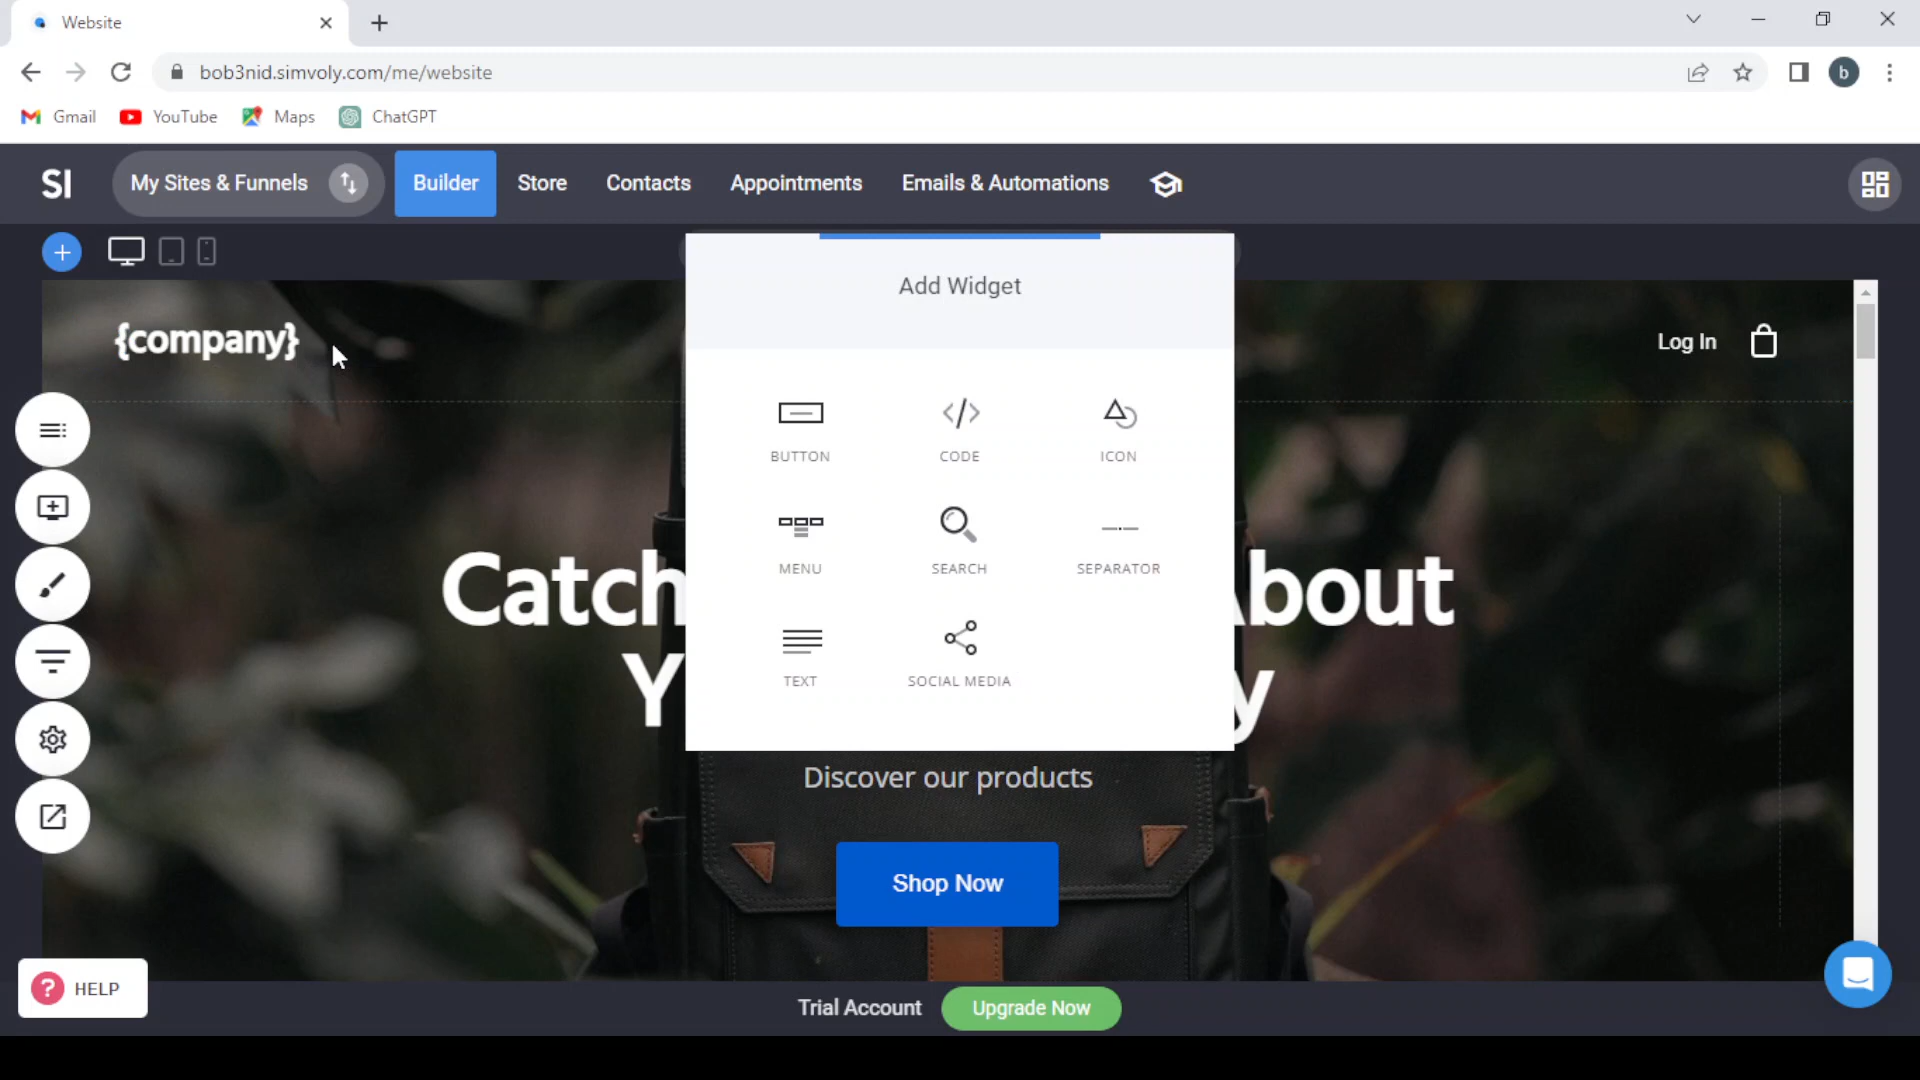 Website
bob3nid.simvoly.com/me/website
b
Gmail
YouTube
Maps
ChatGPT
SI
My Sites & Funnels
Builder
Store
Contacts
Appointments
Emails & Automations
Add Widget
{company}
Log In
BUTTON
CODE
ICON
MENU
SEARCH
SEPARATOR
TEXT
SOCIAL MEDIA
Catch
bout
Y
y
Discover our products
Shop Now
? HELP
Trial Account
Upgrade Now